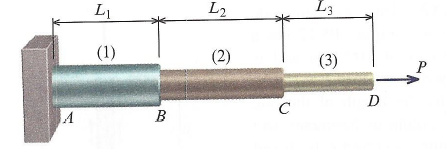 L₁ L₂ L₃
(1) (2) (3) P
A B C D